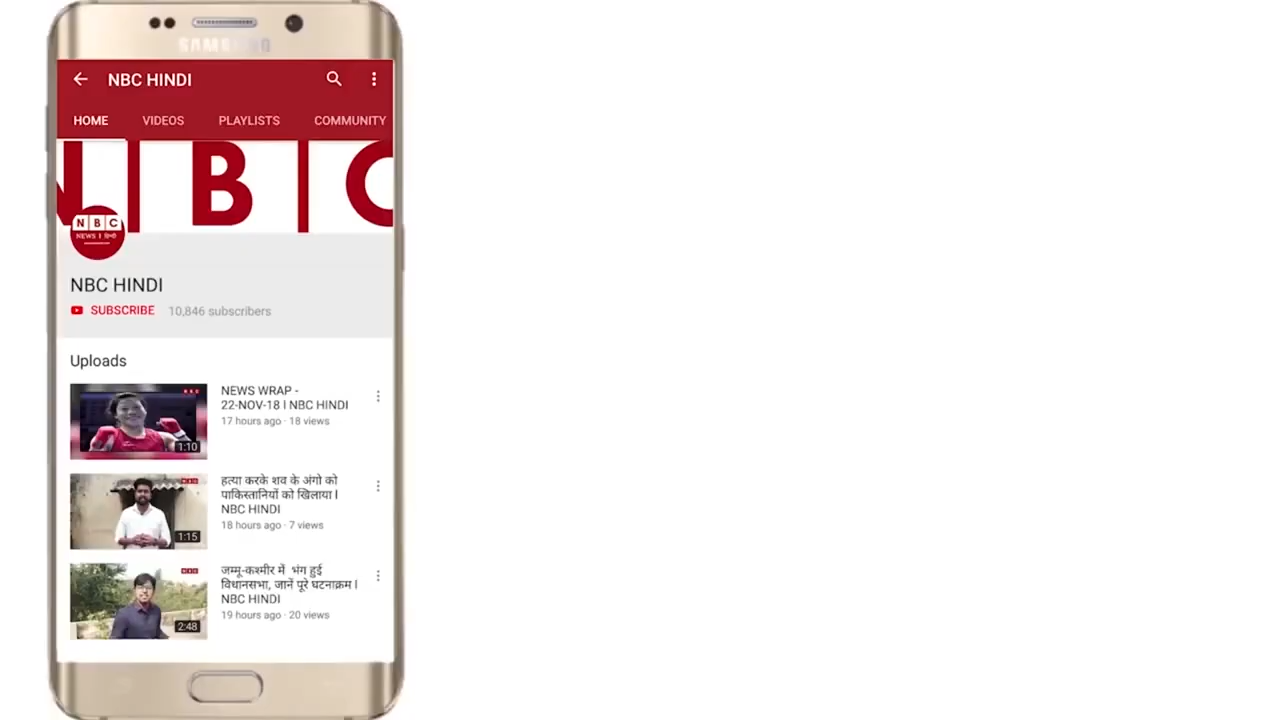 SAMSUNG
NBC HINDI
HOME VIDEOS PLAYLISTS COMMUNITY
N B C
N B C
NEWS I हिन्दी
NBC HINDI
SUBSCRIBE 10,846 subscribers
Uploads
NEWS WRAP -
22-NOV-18 l NBC HINDI
17 hours ago · 18 views
1:10
हत्या करके शव के अंगो को
पाकिस्तानियों को खिलाया l
NBC HINDI
18 hours ago · 7 views
1:15
जम्मू-कश्मीर में भंग हुई
विधानसभा, जानें पूरे घटनाक्रम l
NBC HINDI
19 hours ago · 20 views
2:48